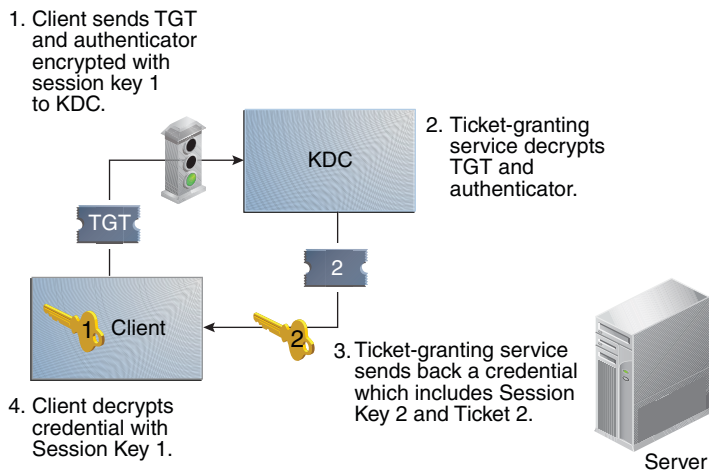 1. Client sends TGT
and authenticator
encrypted with
session key 1
to KDC.
KDC
2. Ticket-granting
service decrypts
TGT and
authenticator.
TGT
2
1
Client
2
3. Ticket-granting service
sends back a credential
which includes Session
Key 2 and Ticket 2.
4. Client decrypts
credential with
Session Key 1.
Server